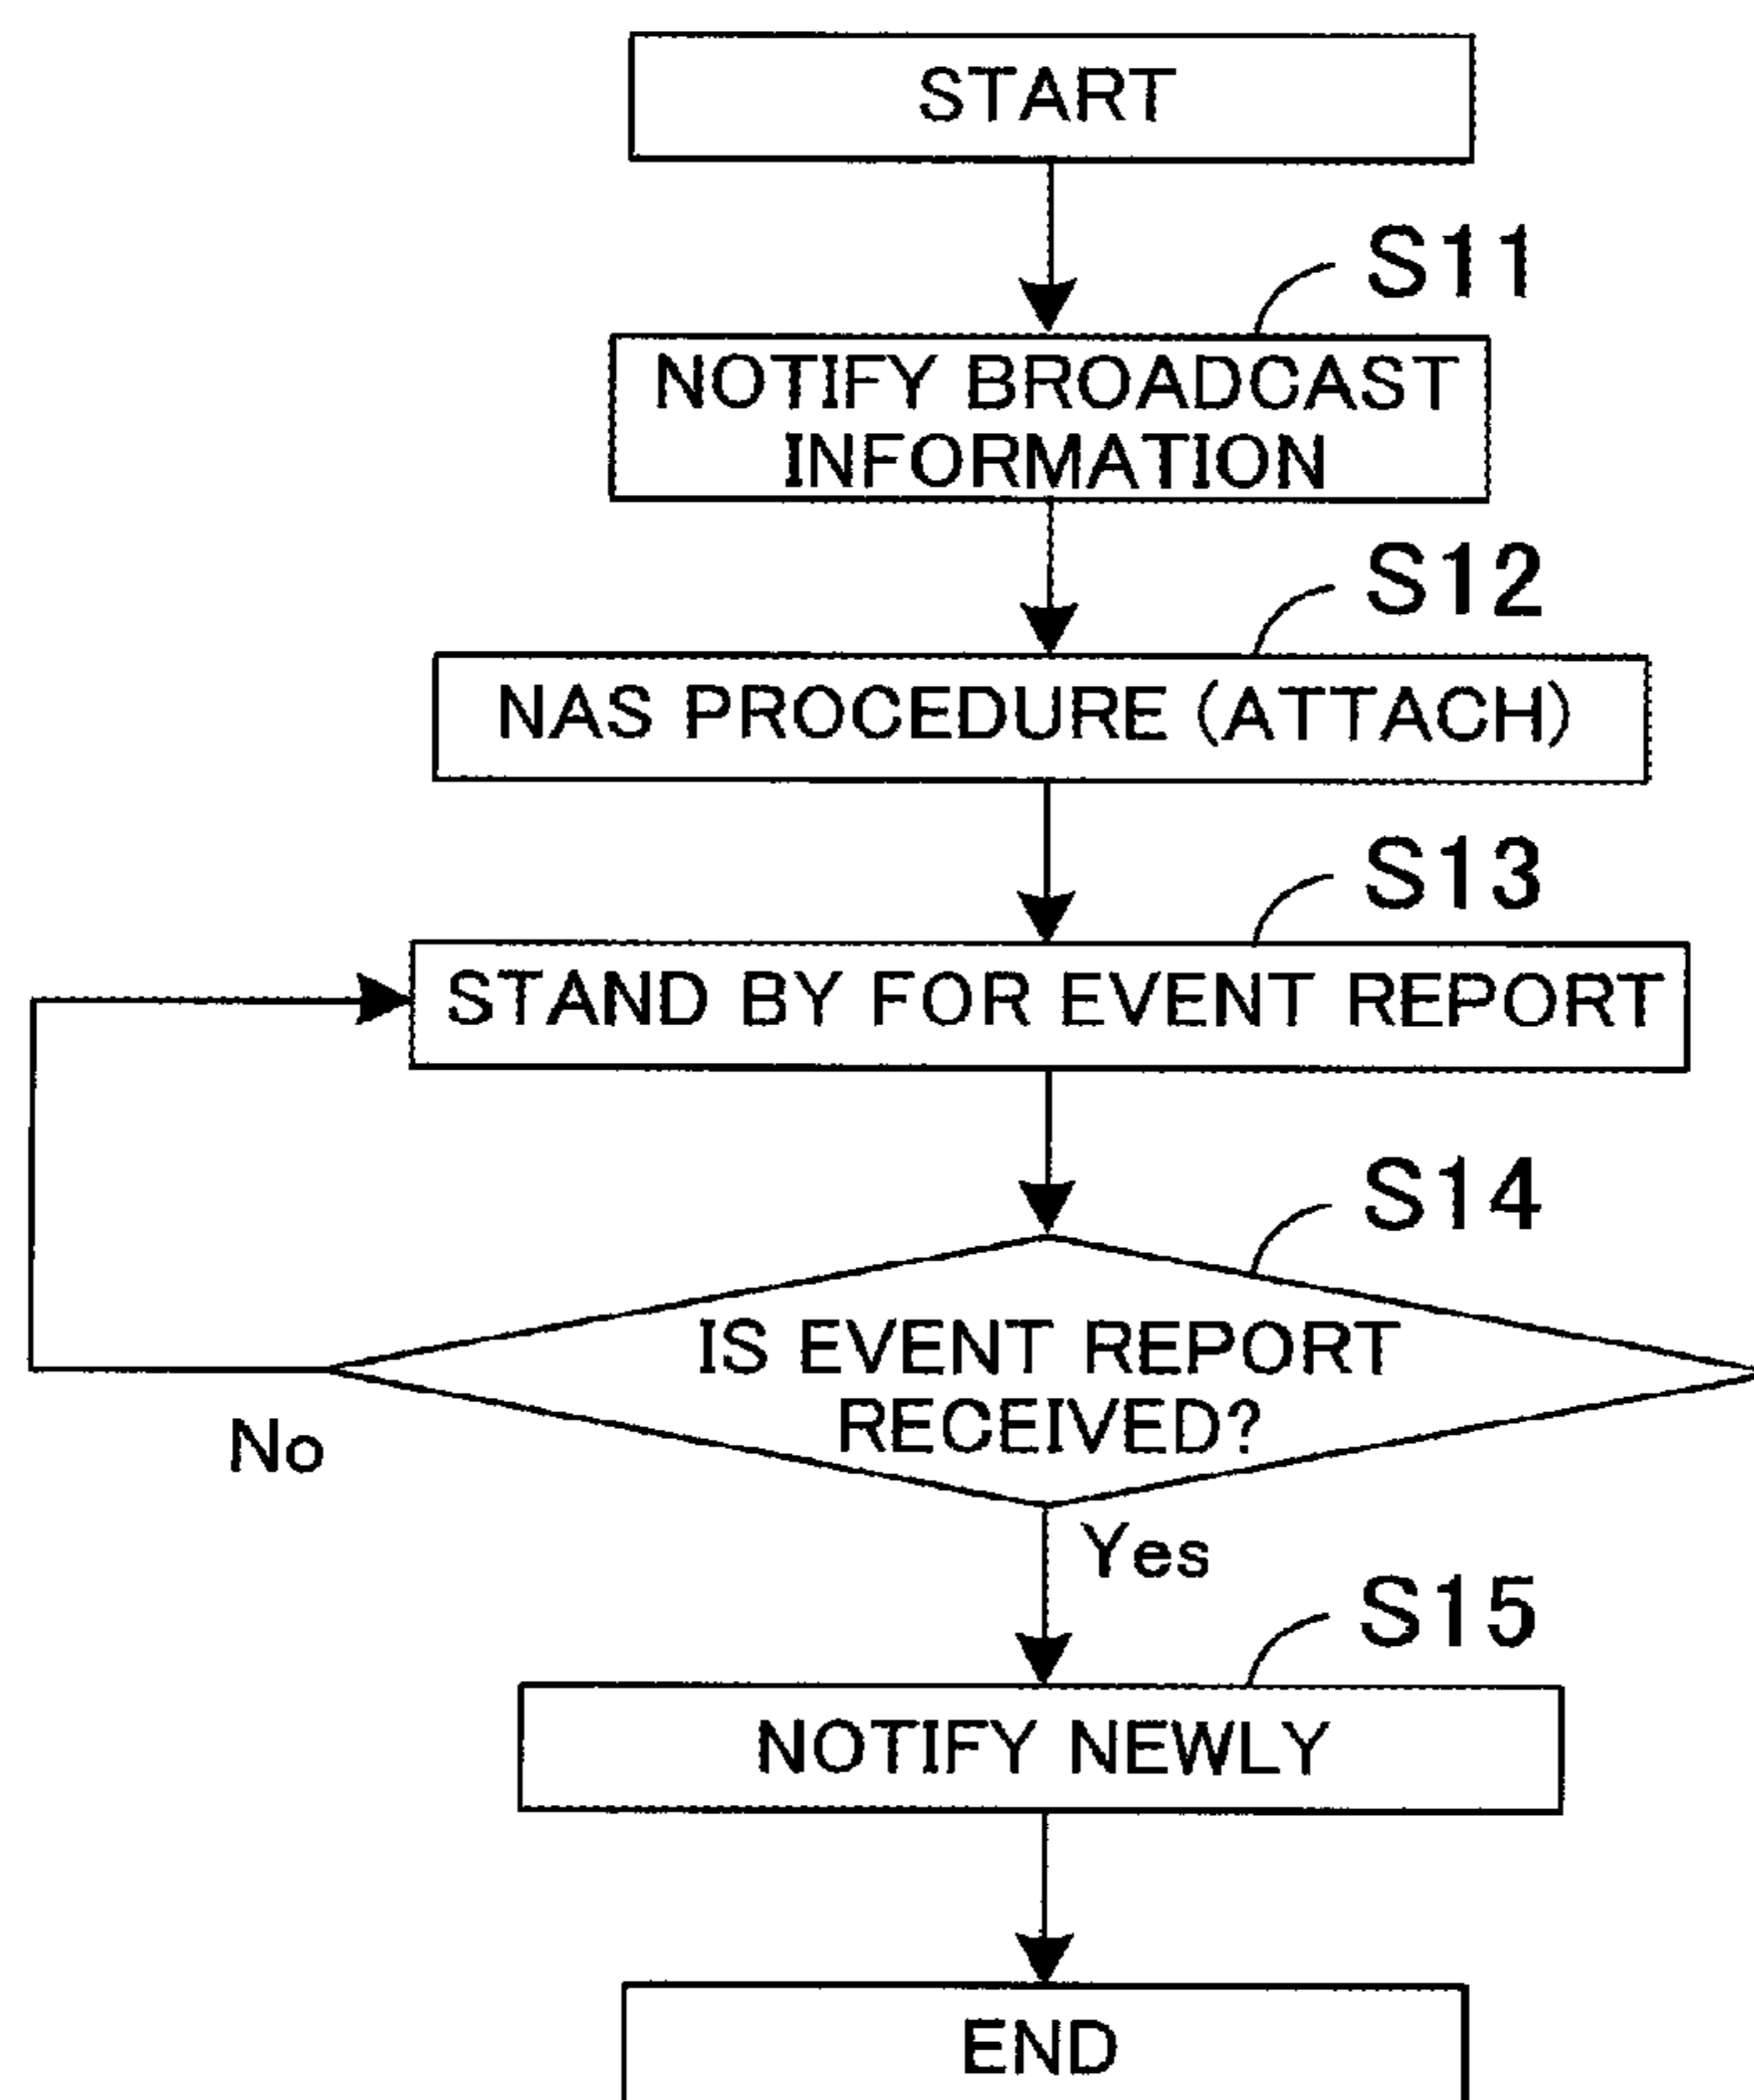 START
S11
NOTIFY BROADCAST
INFORMATION
S12
NAS PROCEDURE (ATTACH)
S13
STAND BY FOR EVENT REPORT
S14
IS EVENT REPORT
RECEIVED?
No
Yes
S15
NOTIFY NEWLY
END